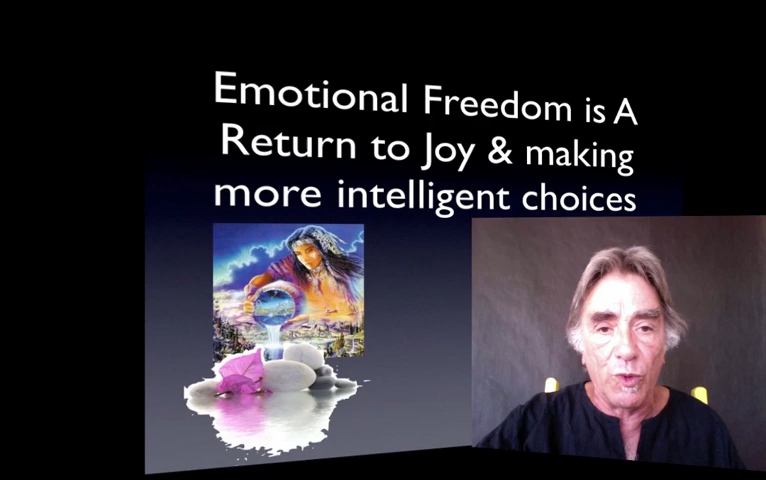 Emotional Freedom is A
Return to Joy & making
more intelligent choices